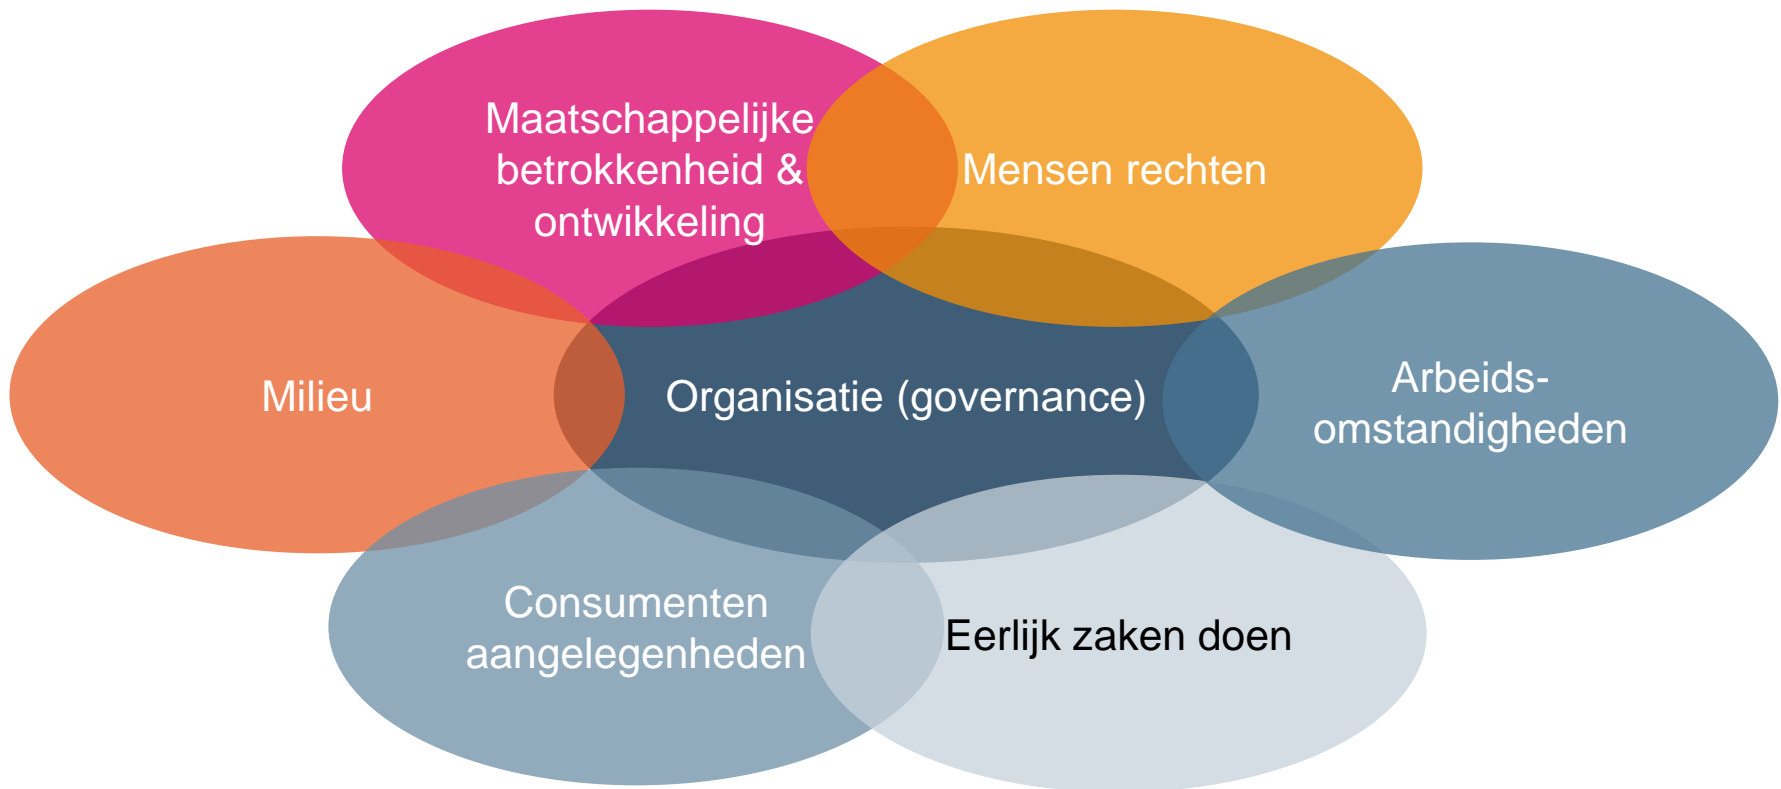 Maatschappelijke
betrokkenheid &
ontwikkeling
Mensen rechten
Milieu
Organisatie (governance)
Arbeids-
omstandigheden
Consumenten
aangelegenheden
Eerlijk zaken doen